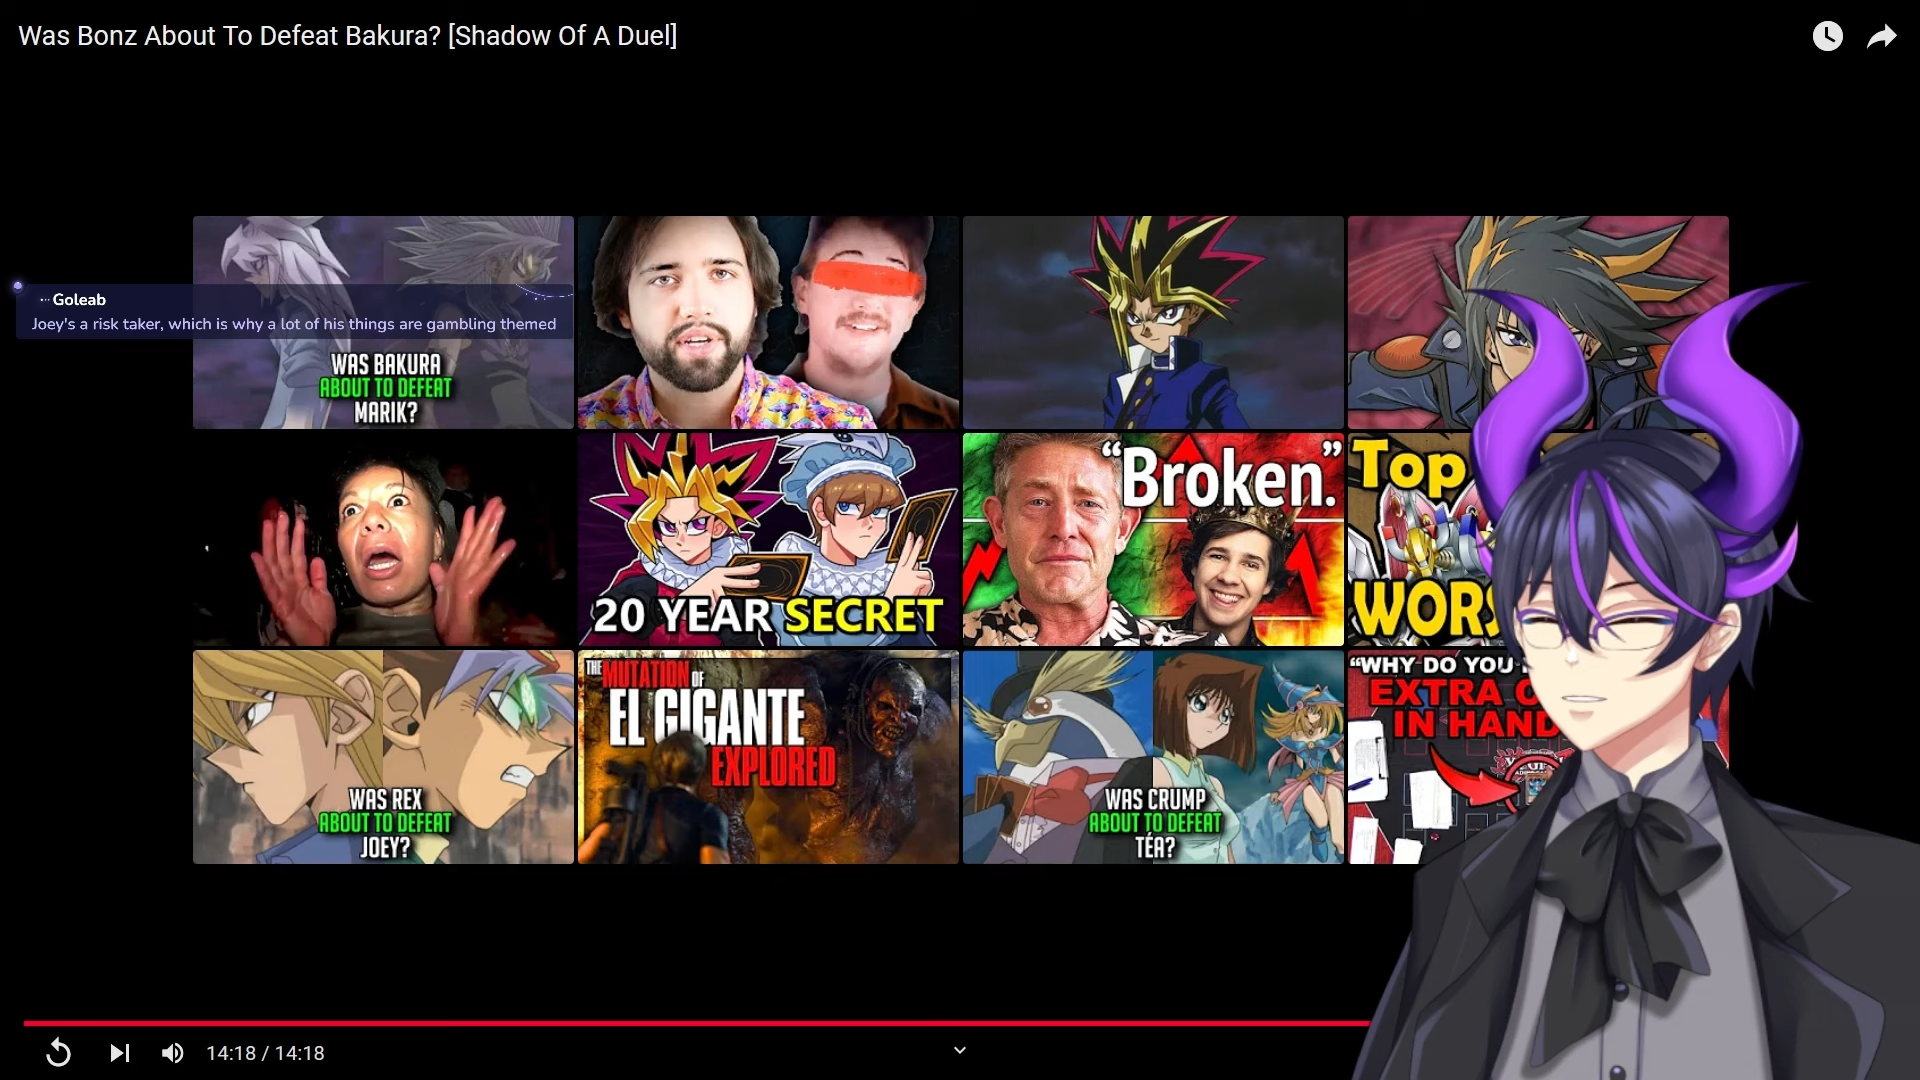 Was Bonz About To Defeat Bakura? [Shadow Of A Duel]
Goleab
Joey's a risk taker, which is why a lot of his things are gambling themed
WAS BAKURA
ABOUT TO DEFEAT
MARIK?
20 YEAR SECRET
“Broken.”
Top
THE MUTATION OF
EL GIGANTE
EXPLORED
WAS REX
ABOUT TO DEFEAT
JOEY?
WAS CRUMP
ABOUT TO DEFEAT
TÉA?
“WHY DO YOU
EXTRA
IN HAND
14:18 / 14:18